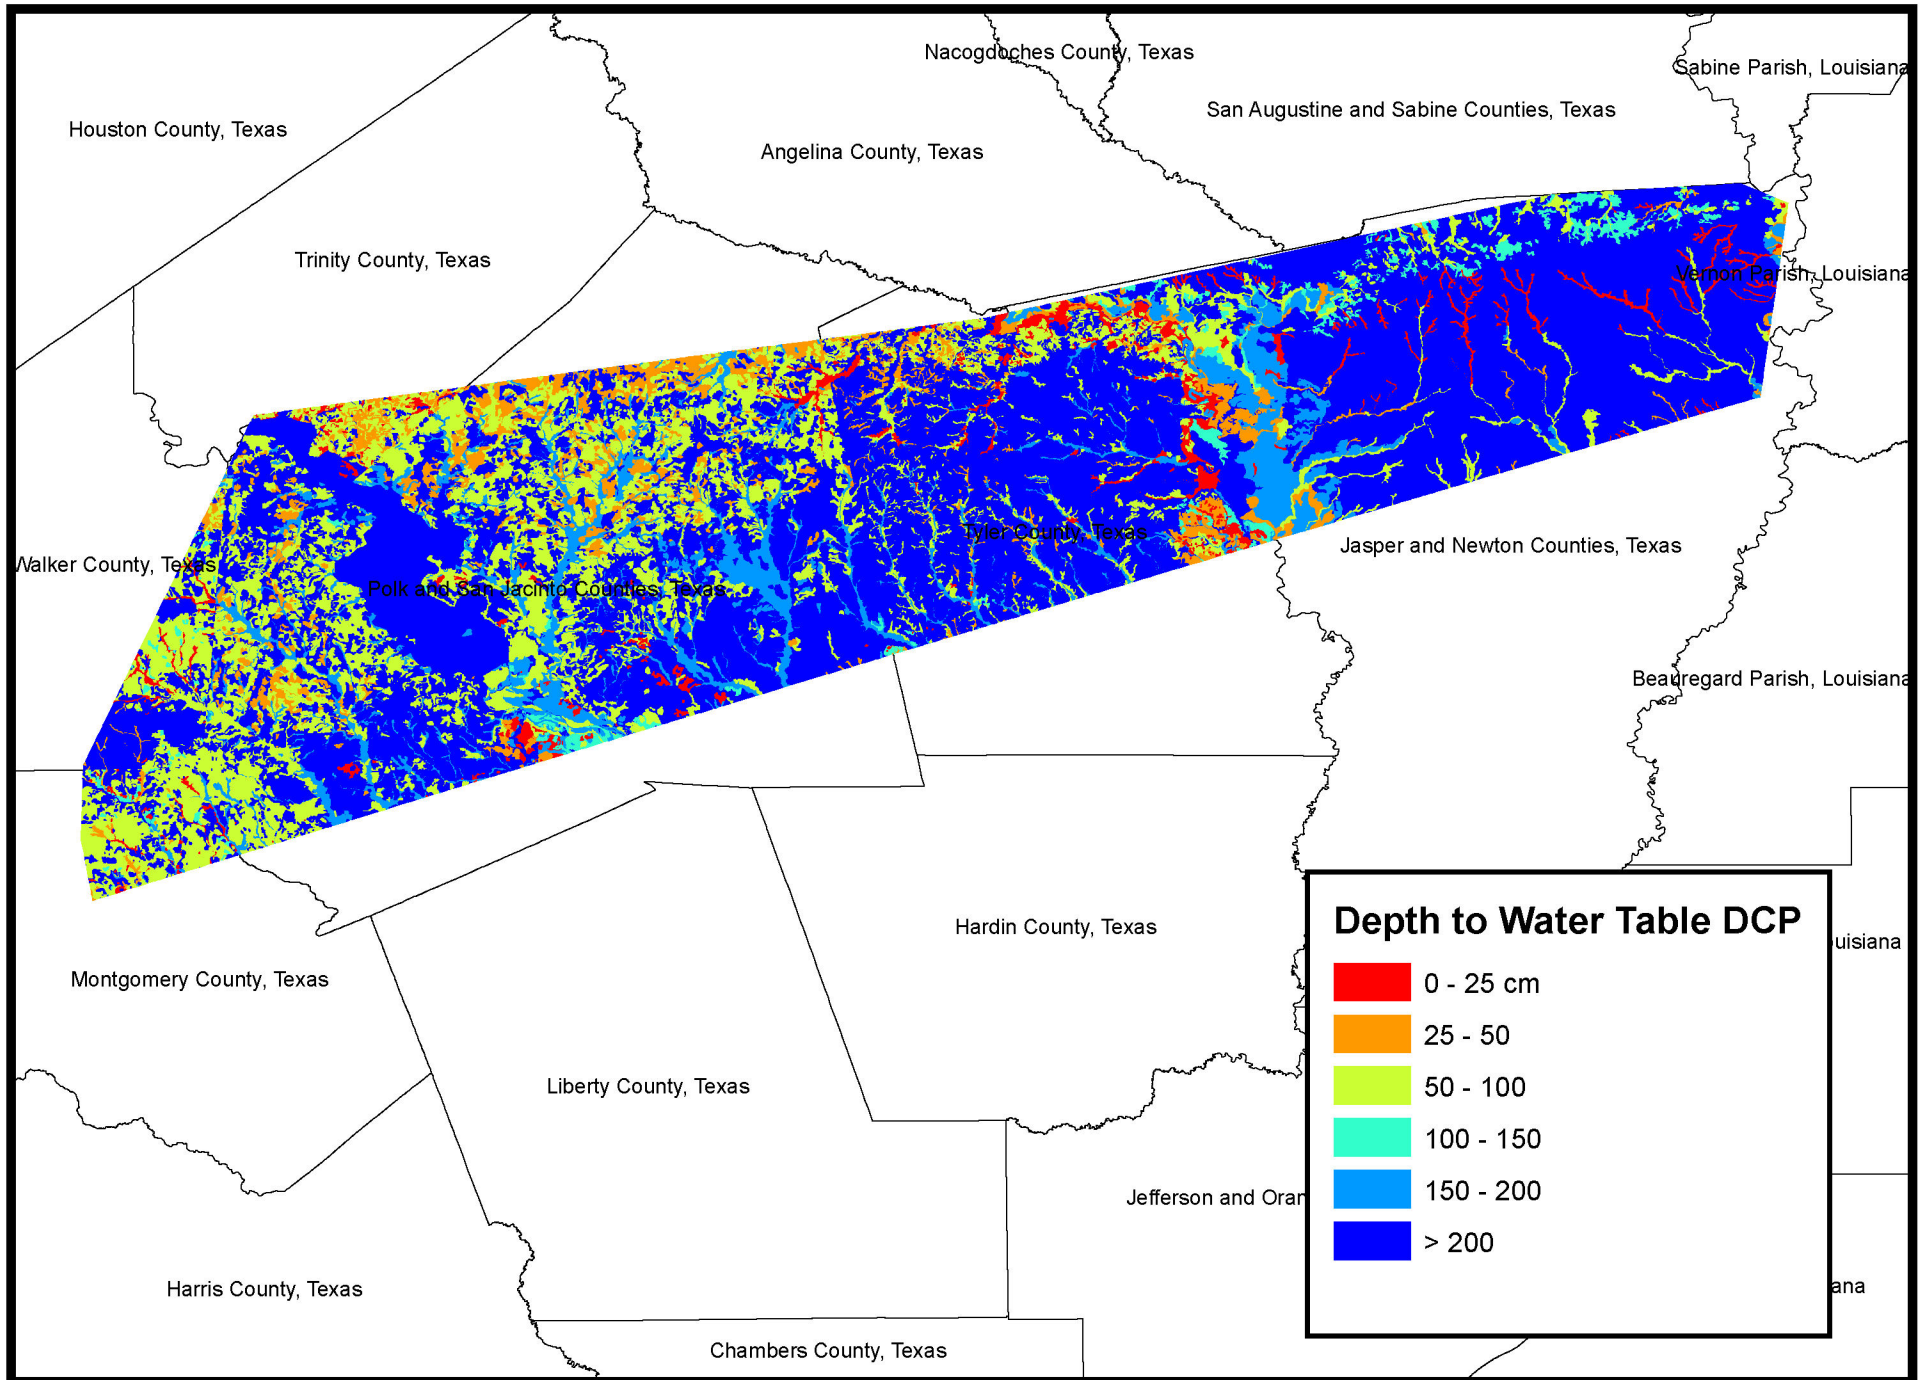 Nacogdoches County, Texas
Sabine Parish, Louisiana
San Augustine and Sabine Counties, Texas
Houston County, Texas
Angelina County, Texas
Trinity County, Texas
Vernon Parish, Louisiana
Tyler County, Texas
Jasper and Newton Counties, Texas
Walker County, Texas
Polk and San Jacinto Counties, Texas
Beauregard Parish, Louisiana
Hardin County, Texas
Montgomery County, Texas
Liberty County, Texas
Jefferson and Oran
Harris County, Texas
Chambers County, Texas
Depth to Water Table DCP
0 - 25 cm
25 - 50
50 - 100
100 - 150
150 - 200
> 200
ouisiana
ana